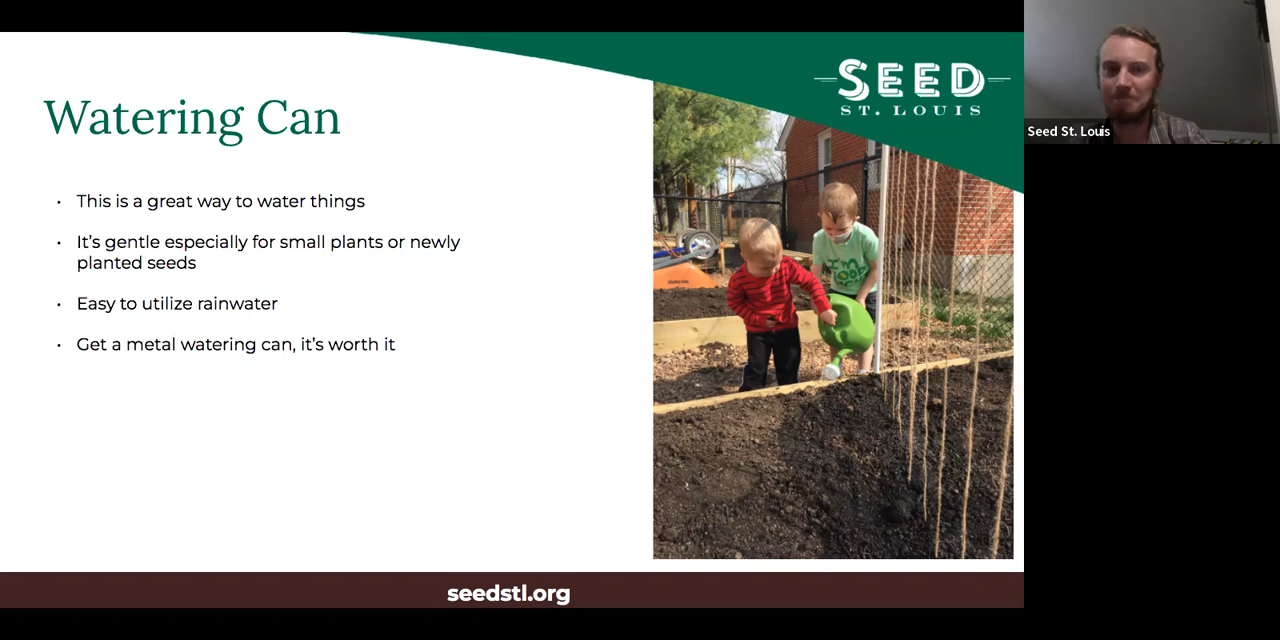 SEED
ST. LOUIS
Seed St. Louis
Watering Can
• This is a great way to water things
• It's gentle especially for small plants or newly
planted seeds
• Easy to utilize rainwater
• Get a metal watering can, it's worth it
I'm
seedstl.org